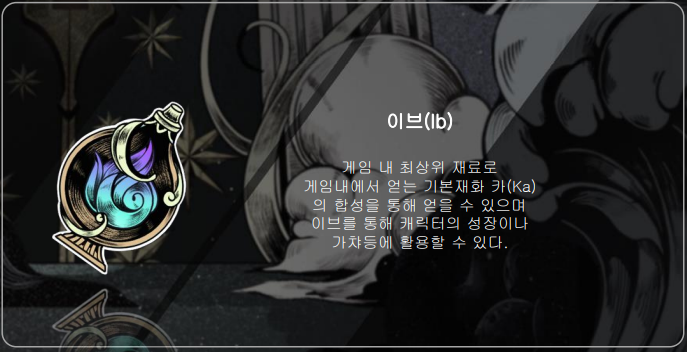 이브(Ib)
게임 내 최상위 재료로
게임내에서 얻는 기본재화 카(Ka)
의 합성을 통해 얻을 수 있으며
이브를 통해 캐릭터의 성장이나
가챠등에 활용할 수 있다.